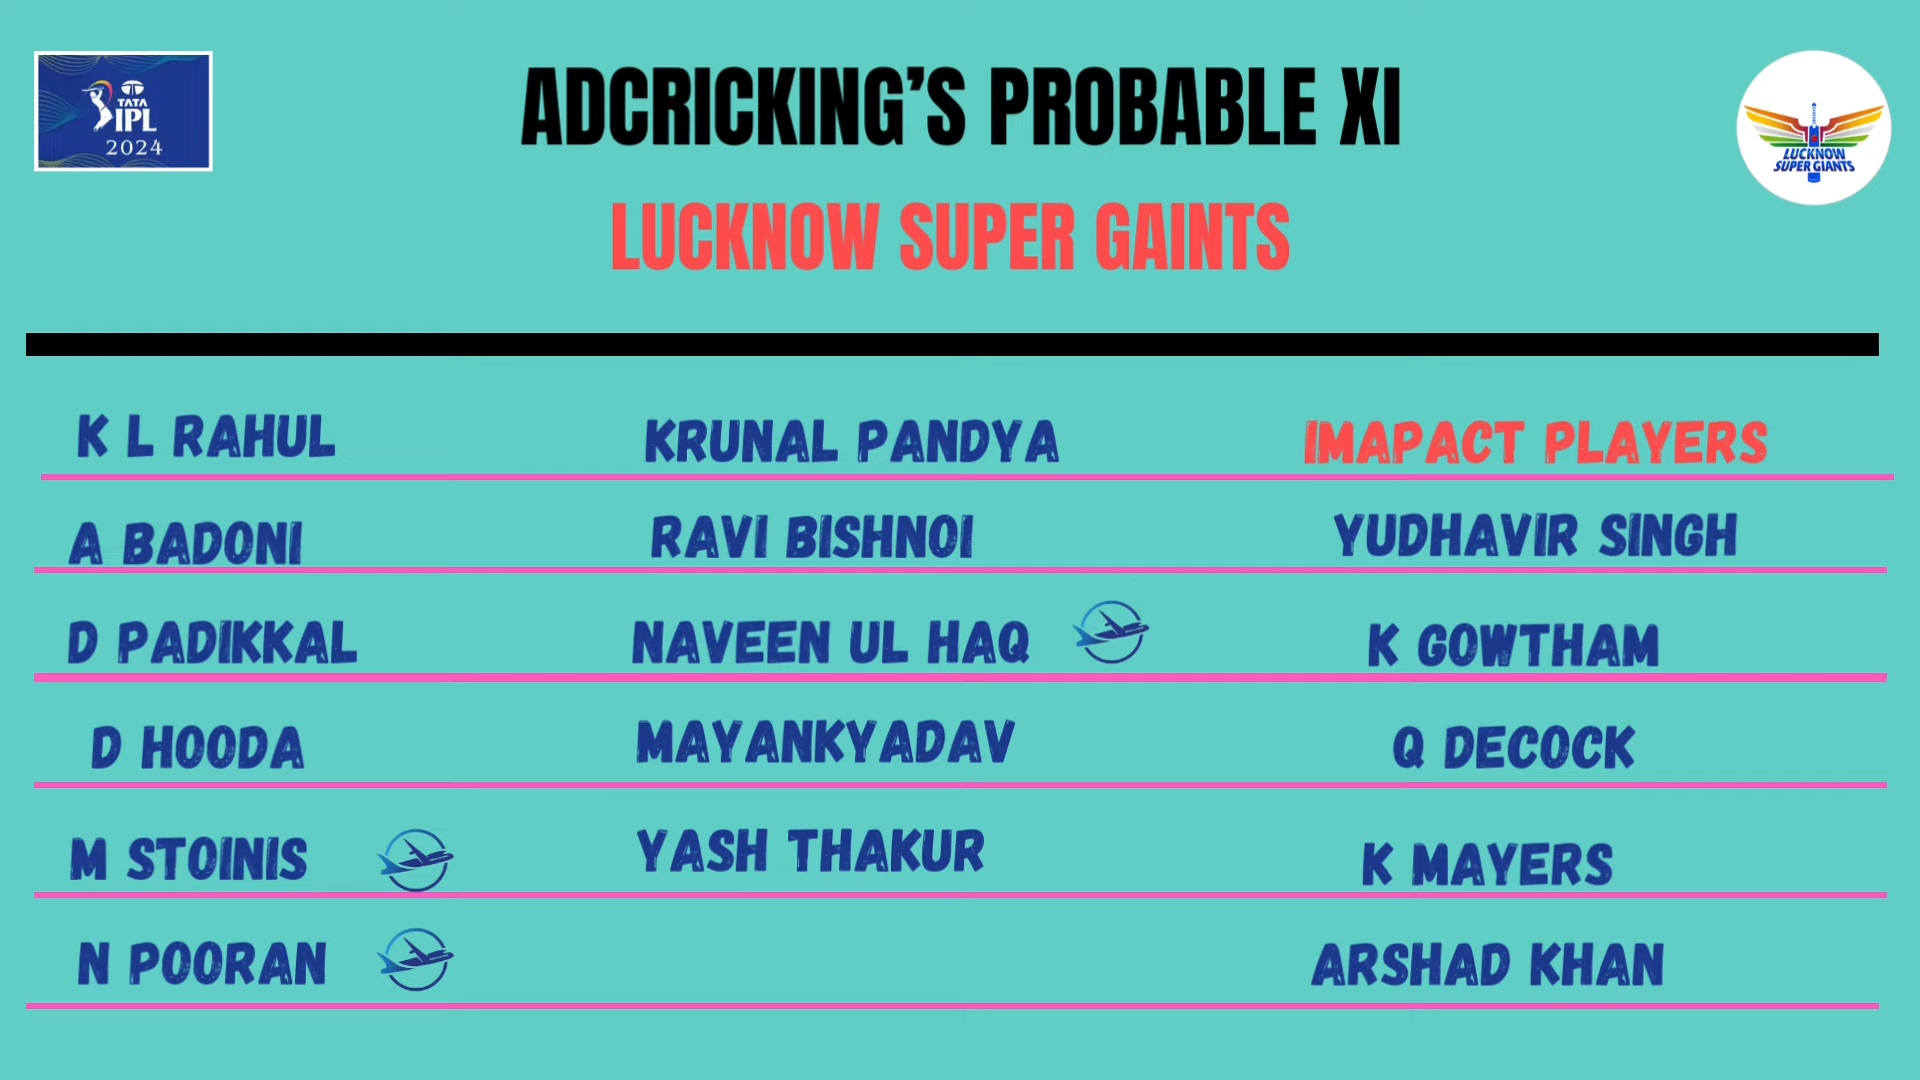 TATA
IPL
2024
ADCRICKING'S PROBABLE XI
LUCKNOW
SUPER GIANTS
LUCKNOW SUPER GAINTS
K L RAHUL
A BADONI
D PADIKKAL
D HOODA
M STOINIS
N POORAN
KRUNAL PANDYA
RAVI BISHNOI
NAVEEN UL HAQ
MAYANKYADAV
YASH THAKUR
IMAPACT PLAYERS
YUDHAVIR SINGH
K GOWTHAM
Q DECOCK
K MAYERS
ARSHAD KHAN